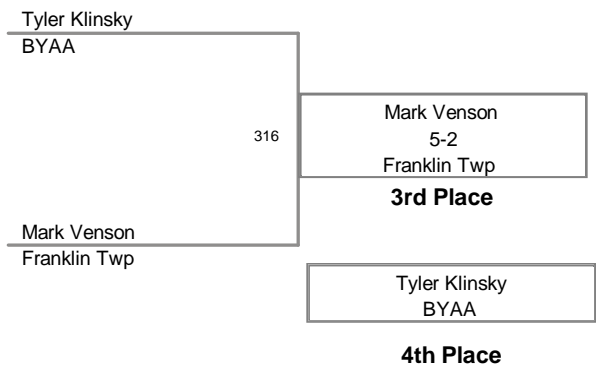 Tyler Klinsky
BYAA
316
Mark Venson
5-2
Franklin Twp
3rd Place
Mark Venson
Franklin Twp
Tyler Klinsky
BYAA
4th Place